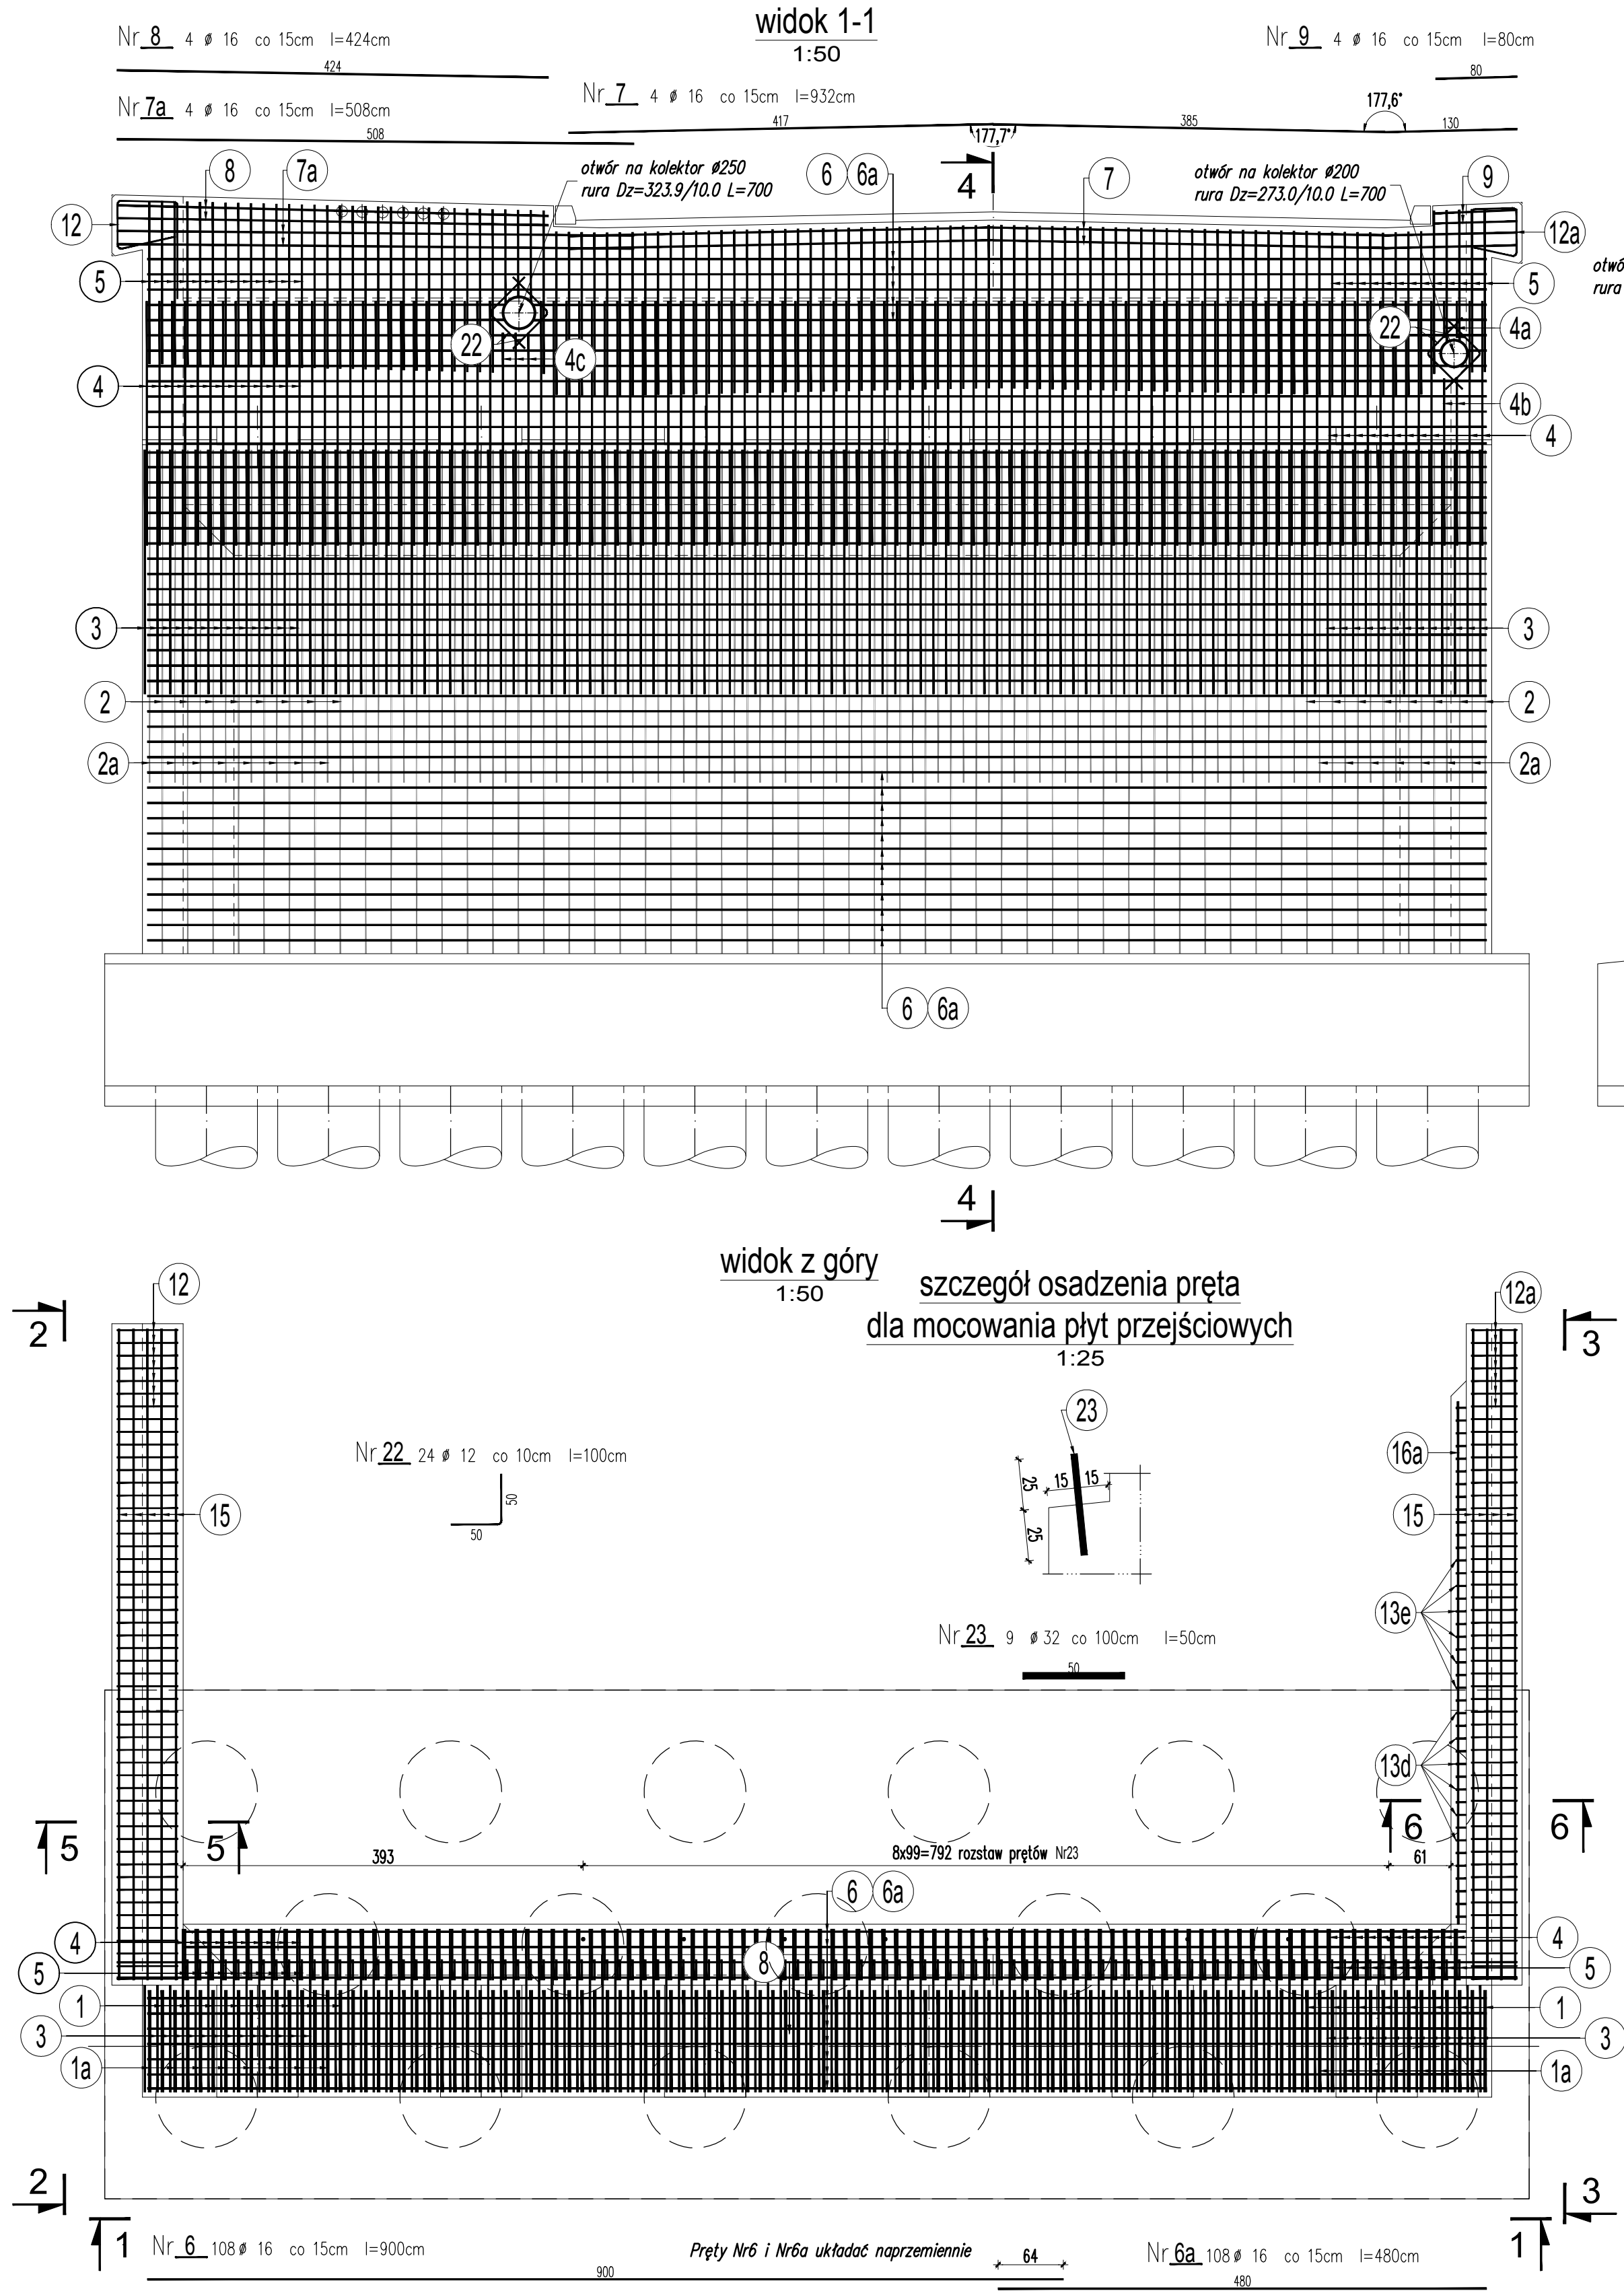 widok 1-1
1:50
Nr 8 4 ø 16 co 15cm l=424cm
424
Nr 9 4 ø 16 co 15cm l=80cm
80
Nr 7a 4 ø 16 co 15cm l=508cm
508
Nr 7 4 ø 16 co 15cm l=932cm
417
177,7°
385
177,6°
130
otwór na kolektor ø250
rura Dz=323.9/10.0 L=700
otwór na kolektor ø200
rura Dz=273.0/10.0 L=700
4
8
7a
6
6a
7
9
12
12a
otwó
rura
5
5
22
4c
22
4a
4
4b
4
3
3
2
2
2a
2a
6
6a
4
widok z góry
1:50
szczegół osadzenia pręta
dla mocowania płyt przejściowych
1:25
12
12a
2
3
23
25
15
15
25
Nr 22 24 ø 12 co 10cm l=100cm
50
50
16a
15
15
Nr 23 9 ø 32 co 100cm l=50cm
50
13e
13d
5
5
6
6
393
8x99=792 rozstaw prętów Nr23
61
6
6a
4
4
8
5
5
1
1
3
3
1a
1a
2
3
1
1
Nr 6 108 ø 16 co 15cm l=900cm
900
Pręty Nr6 i Nr6a układać naprzemiennie
64
Nr 6a 108 ø 16 co 15cm l=480cm
480